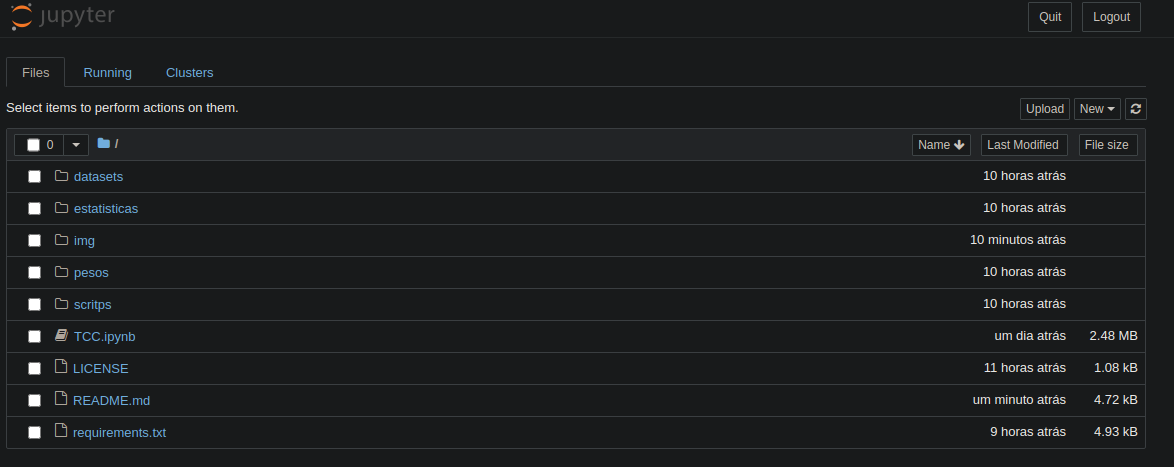 jupyter Quit Logout
Files Running Clusters
Select items to perform actions on them. Upload New
0 / Name Last Modified File size
datasets 10 horas atrás
estatisticas 10 horas atrás
img 10 minutos atrás
pesos 10 horas atrás
scritps 10 horas atrás
TCC.ipynb um dia atrás 2.48 MB
LICENSE 11 horas atrás 1.08 kB
README.md um minuto atrás 4.72 kB
requirements.txt 9 horas atrás 4.93 kB